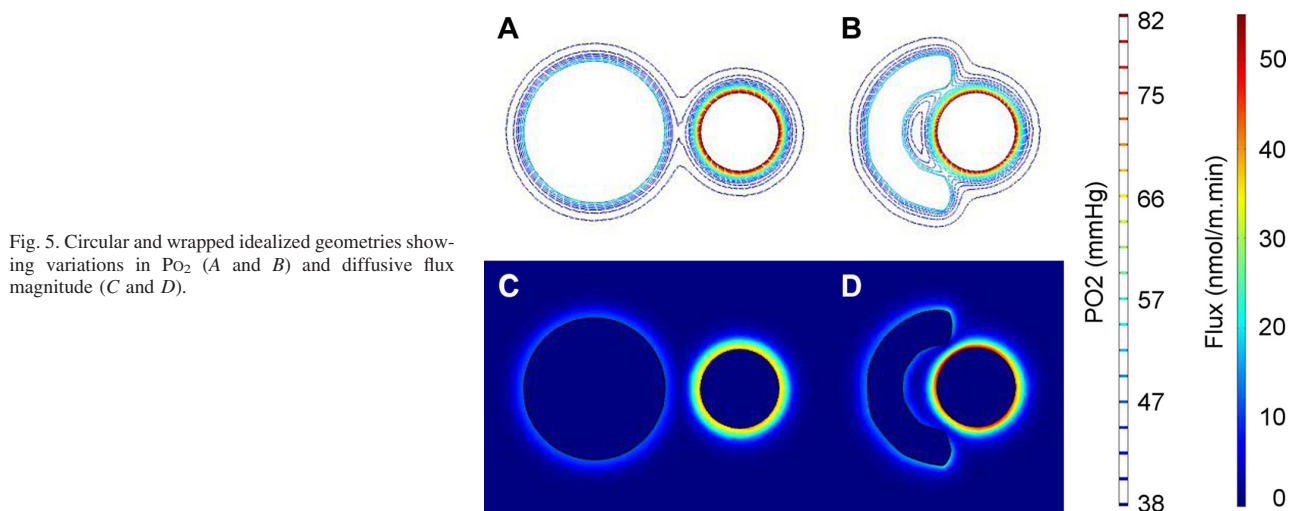 Fig. 5. Circular and wrapped idealized geometries show-
ing variations in PO2 (A and B) and diffusive flux
magnitude (C and D).
A
B
C
D
82
75
66
57
47
38
PO2 (mmHg)
50
40
30
20
10
0
Flux (nmol/m.min)